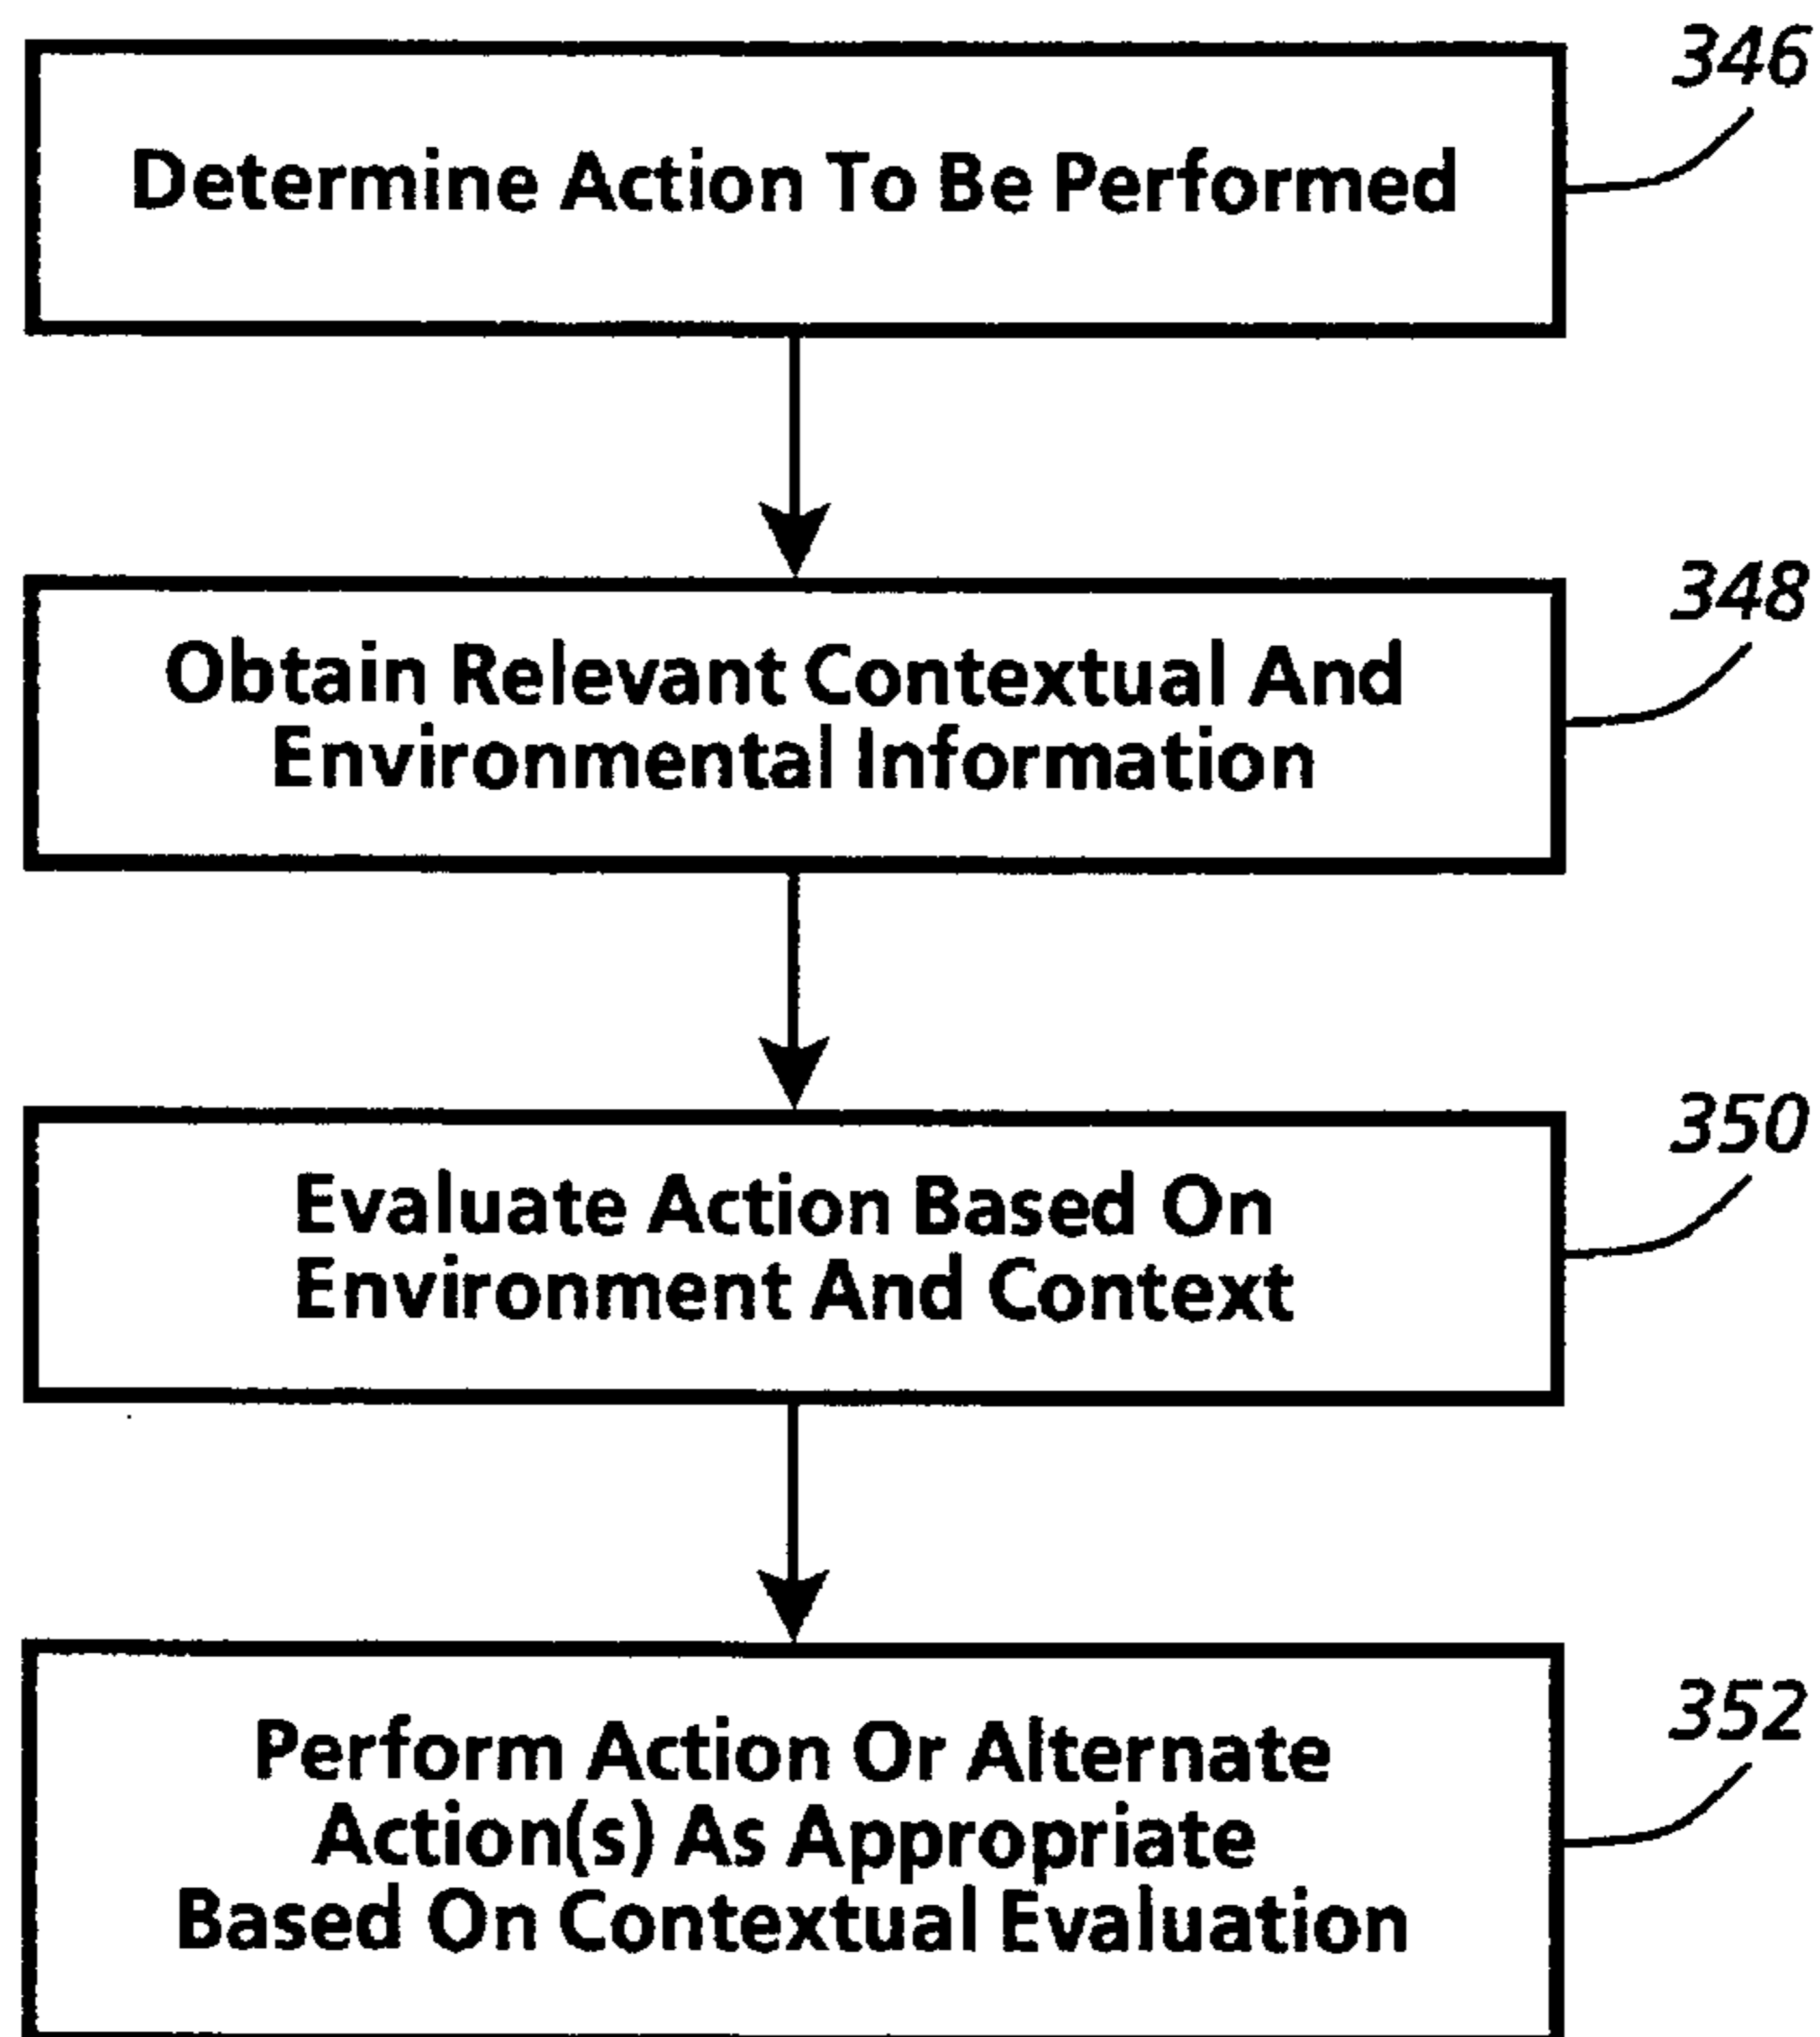 346
Determine Action To Be Performed
348
Obtain Relevant Contextual And
Environmental Information
350
Evaluate Action Based On
Environment And Context
352
Perform Action Or Alternate
Action(s) As Appropriate
Based On Contextual Evaluation